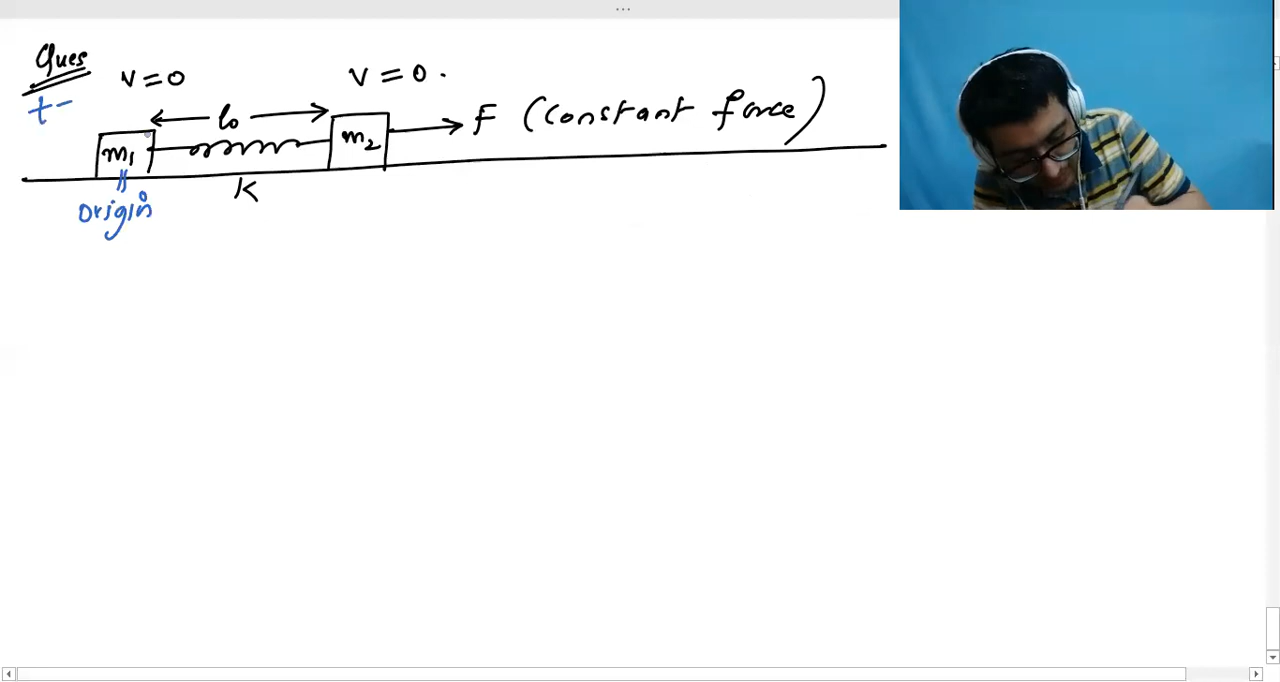 Ques
v=0 v=0.
t-
l₀
m₁ m₂ F (constant force)
K
origin